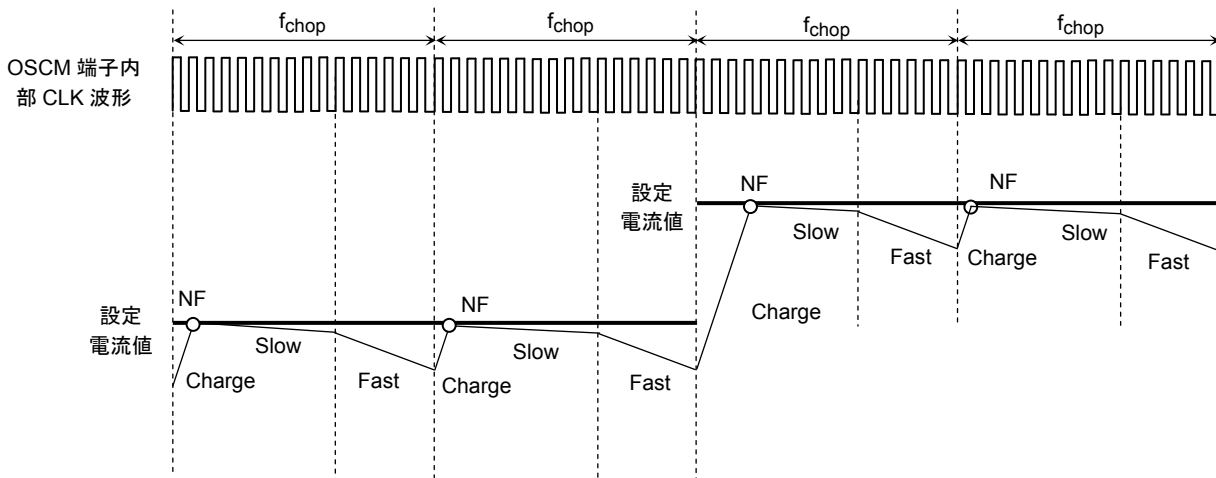 fchop
fchop
fchop
fchop
OSCM 端子内
部 CLK 波形
設定
電流値
NF
NF
Slow
Fast
Charge
Slow
Fast
Charge
設定
電流値
NF
NF
Slow
Fast
Charge
Charge
Slow
Fast